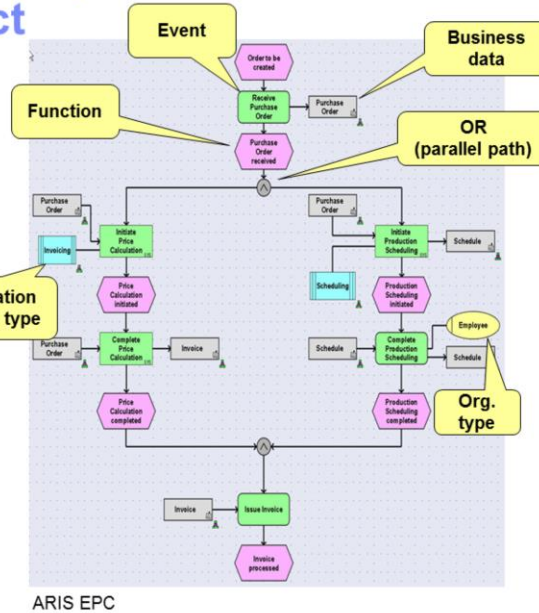 ct
Event
Business
data
Function
OR
(parallel path)
Order to be
created
Receive
Purchase
Order
Purchase
Order
Purchase
Order
received
Purchase
Order
Initiate
Price
Calculation
Invoicing
Purchase
Order
Initiate
Production
Scheduling
Schedule
Scheduling
ation
type
Price
Calculation
initiated
Production
Scheduling
initiated
Purchase
Order
Complete
Price
Calculation
Invoice
Schedule
Complete
Production
Scheduling
Employee
Schedule
Org.
type
Price
Calculation
completed
Production
Scheduling
completed
Invoice
Issue Invoice
Invoice
processed
ARIS EPC